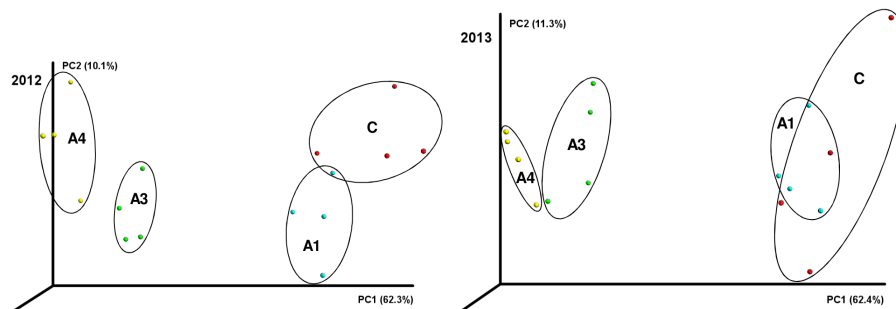 2012
PC2 (10.1%)
A4
A3
C
A1
PC1 (62.3%)
2013
PC2 (11.3%)
A4
A3
A1
C
PC1 (62.4%)